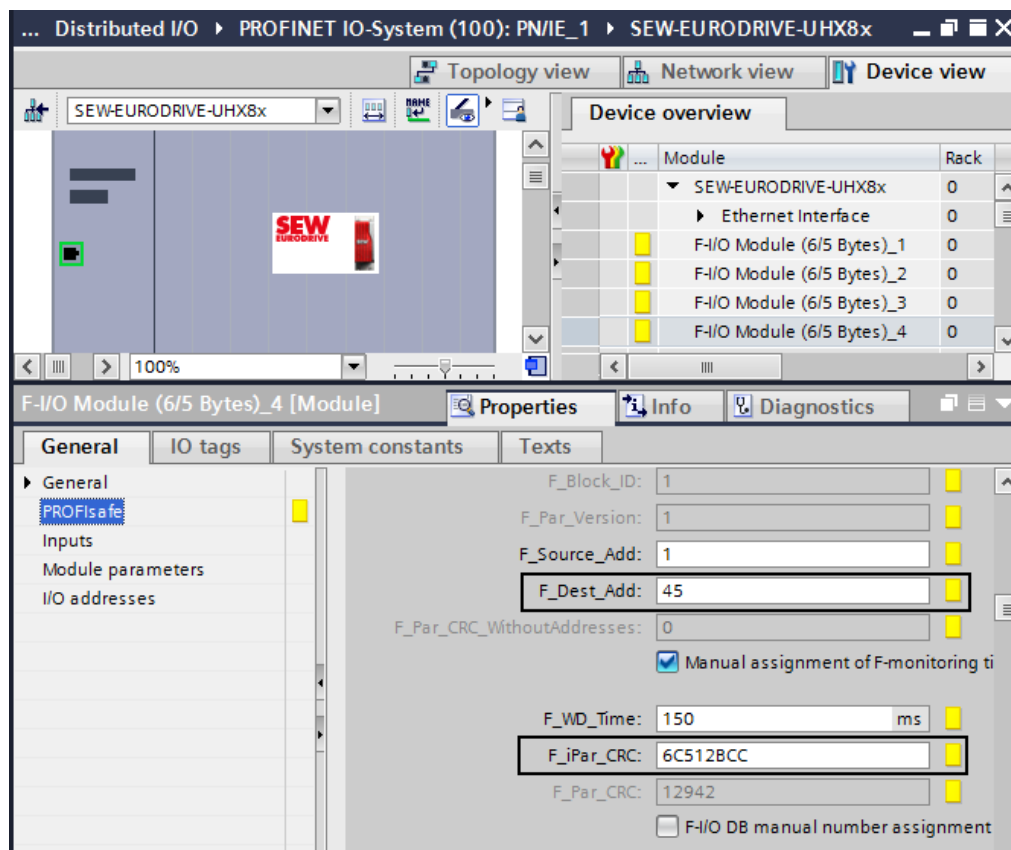 ... Distributed I/O ▸ PROFINET IO-System (100): PN/IE_1 ▸ SEW-EURODRIVE-UHX8x
Topology view Network view Device view
SEW-EURODRIVE-UHX8x
Device overview
SEW
EURODRIVE
... Module Rack
SEW-EURODRIVE-UHX8x 0
Ethernet Interface 0
F-I/O Module (6/5 Bytes)_1 0
F-I/O Module (6/5 Bytes)_2 0
F-I/O Module (6/5 Bytes)_3 0
F-I/O Module (6/5 Bytes)_4 0
100%
F-I/O Module (6/5 Bytes)_4 [Module] Properties Info Diagnostics
General IO tags System constants Texts
General
PROFIsafe
Inputs
Module parameters
I/O addresses
F_Block_ID: 1
F_Par_Version: 1
F_Source_Add: 1
F_Dest_Add: 45
F_Par_CRC_WithoutAddresses: 0
Manual assignment of F-monitoring ti
F_WD_Time: 150 ms
F_iPar_CRC: 6C512BCC
F_Par_CRC: 12942
F-I/O DB manual number assignment